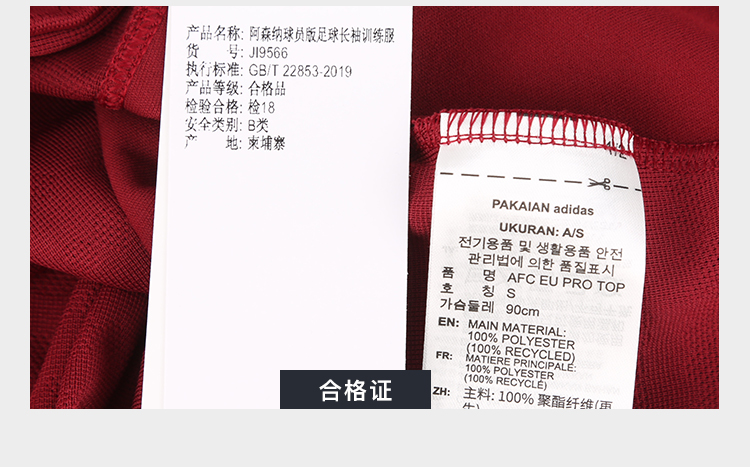 产品名称: 阿森纳球员版足球长袖训练服
货 号: JI9566
执行标准: GB/T 22853-2019
产品等级: 合格品
检验合格: 检18
安全类别: B类
产 地: 柬埔寨
1/2
PAKAIAN adidas
UKURAN: A/S
전기용품 및 생활용품 안전
관리법에 의한 품질표시
품 명 AFC EU PRO TOP
호 칭 S
가슴둘레 90cm
EN: MAIN MATERIAL:
100% POLYESTER
(100% RECYCLED)
FR: MATIERE PRINCIPALE:
100% POLYESTER
(100% RECYCLÉ)
ZH: 主料: 100% 聚酯纤维(再
生)
合格证